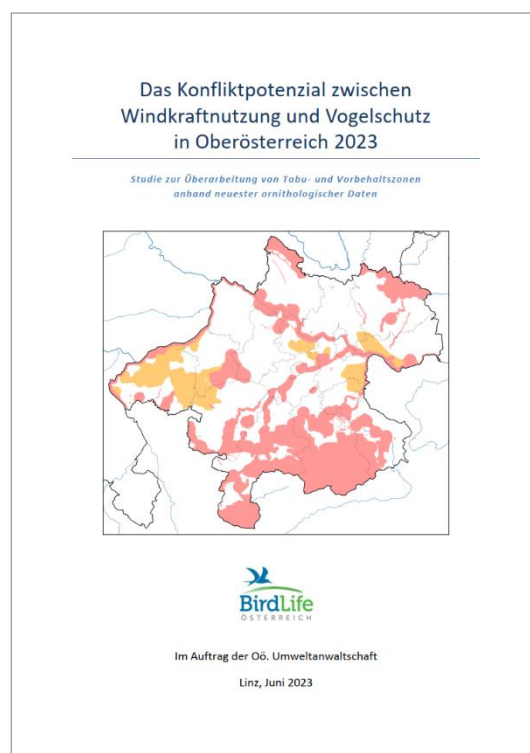 Das Konfliktpotenzial zwischen
Windkraftnutzung und Vogelschutz
in Oberösterreich 2023
Studie zur Überarbeitung von Tabu- und Vorbehaltszonen
anhand neuester ornithologischer Daten
BirdLife
ÖSTERREICH
Im Auftrag der Oö. Umweltanwaltschaft
Linz, Juni 2023